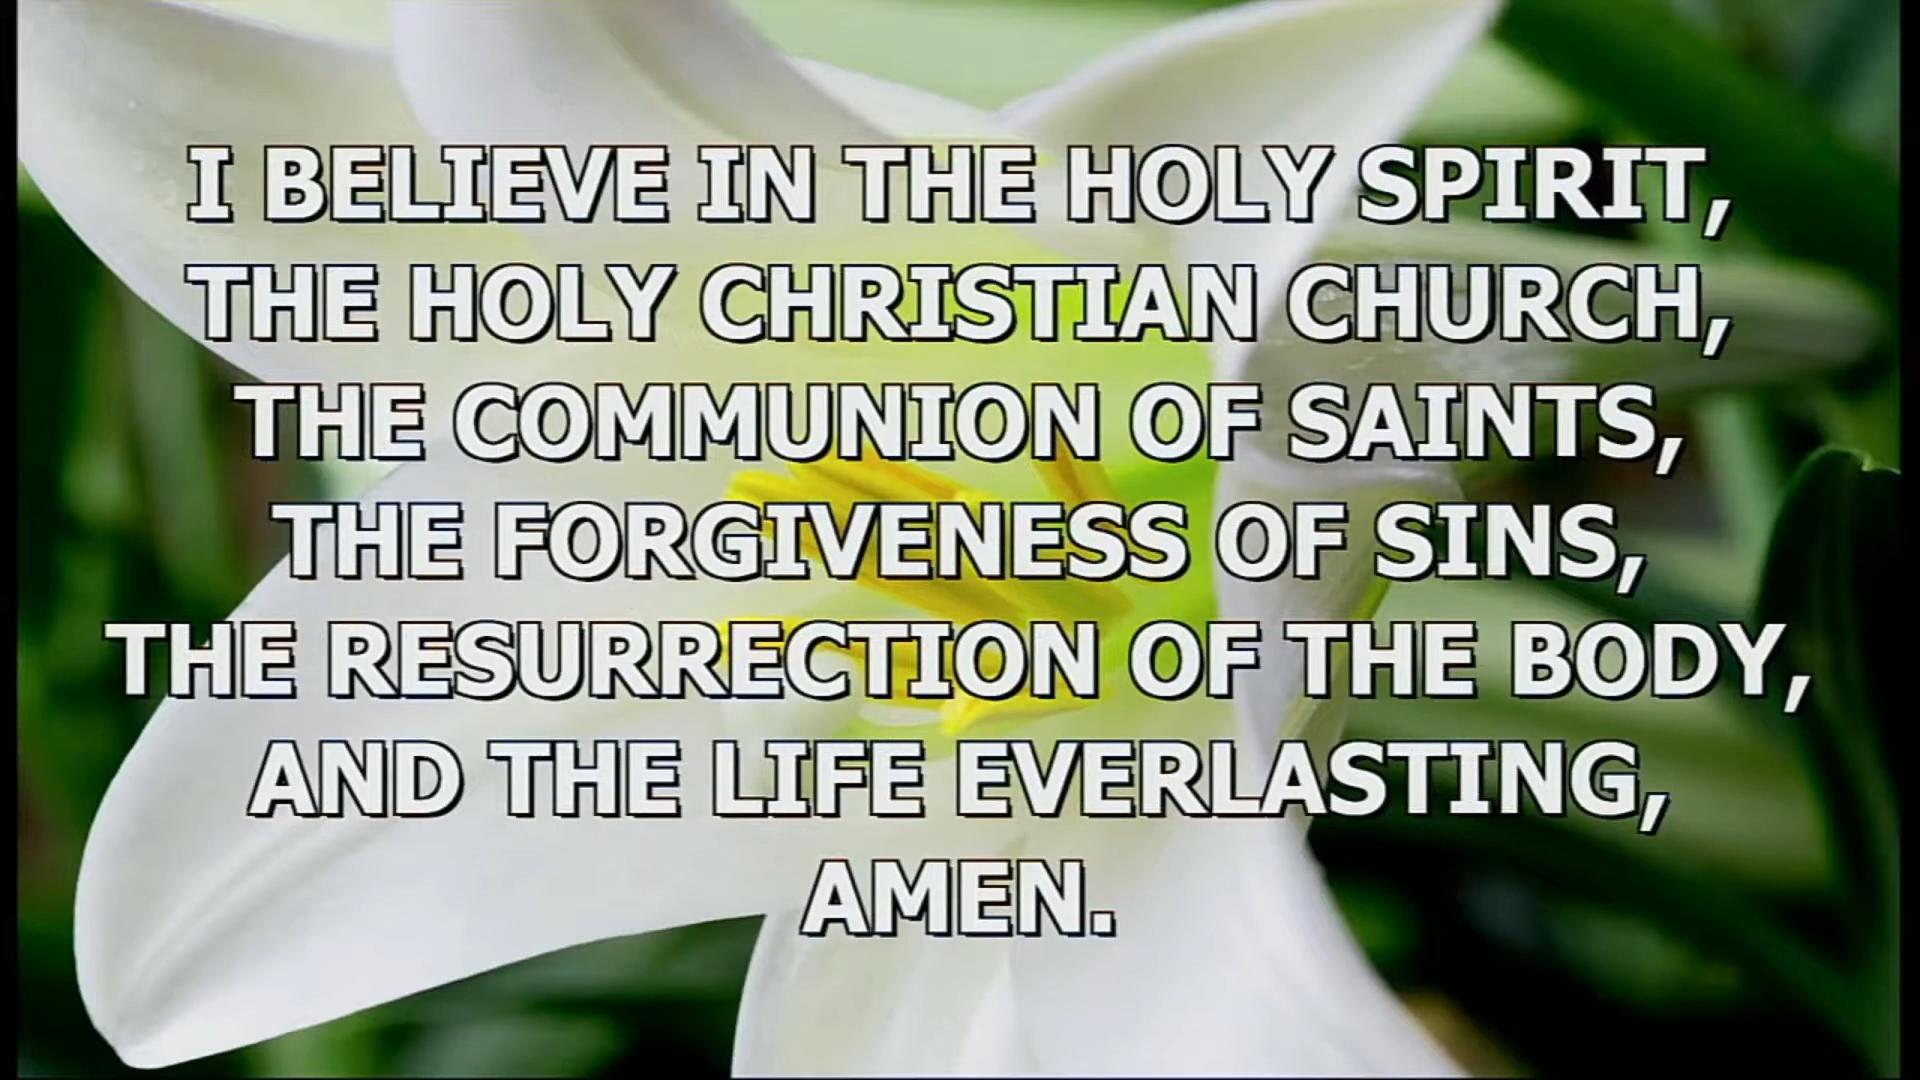 I BELIEVE IN THE HOLY SPIRIT,
THE HOLY CHRISTIAN CHURCH,
THE COMMUNION OF SAINTS,
THE FORGIVENESS OF SINS,
THE RESURRECTION OF THE BODY,
AND THE LIFE EVERLASTING,
AMEN.